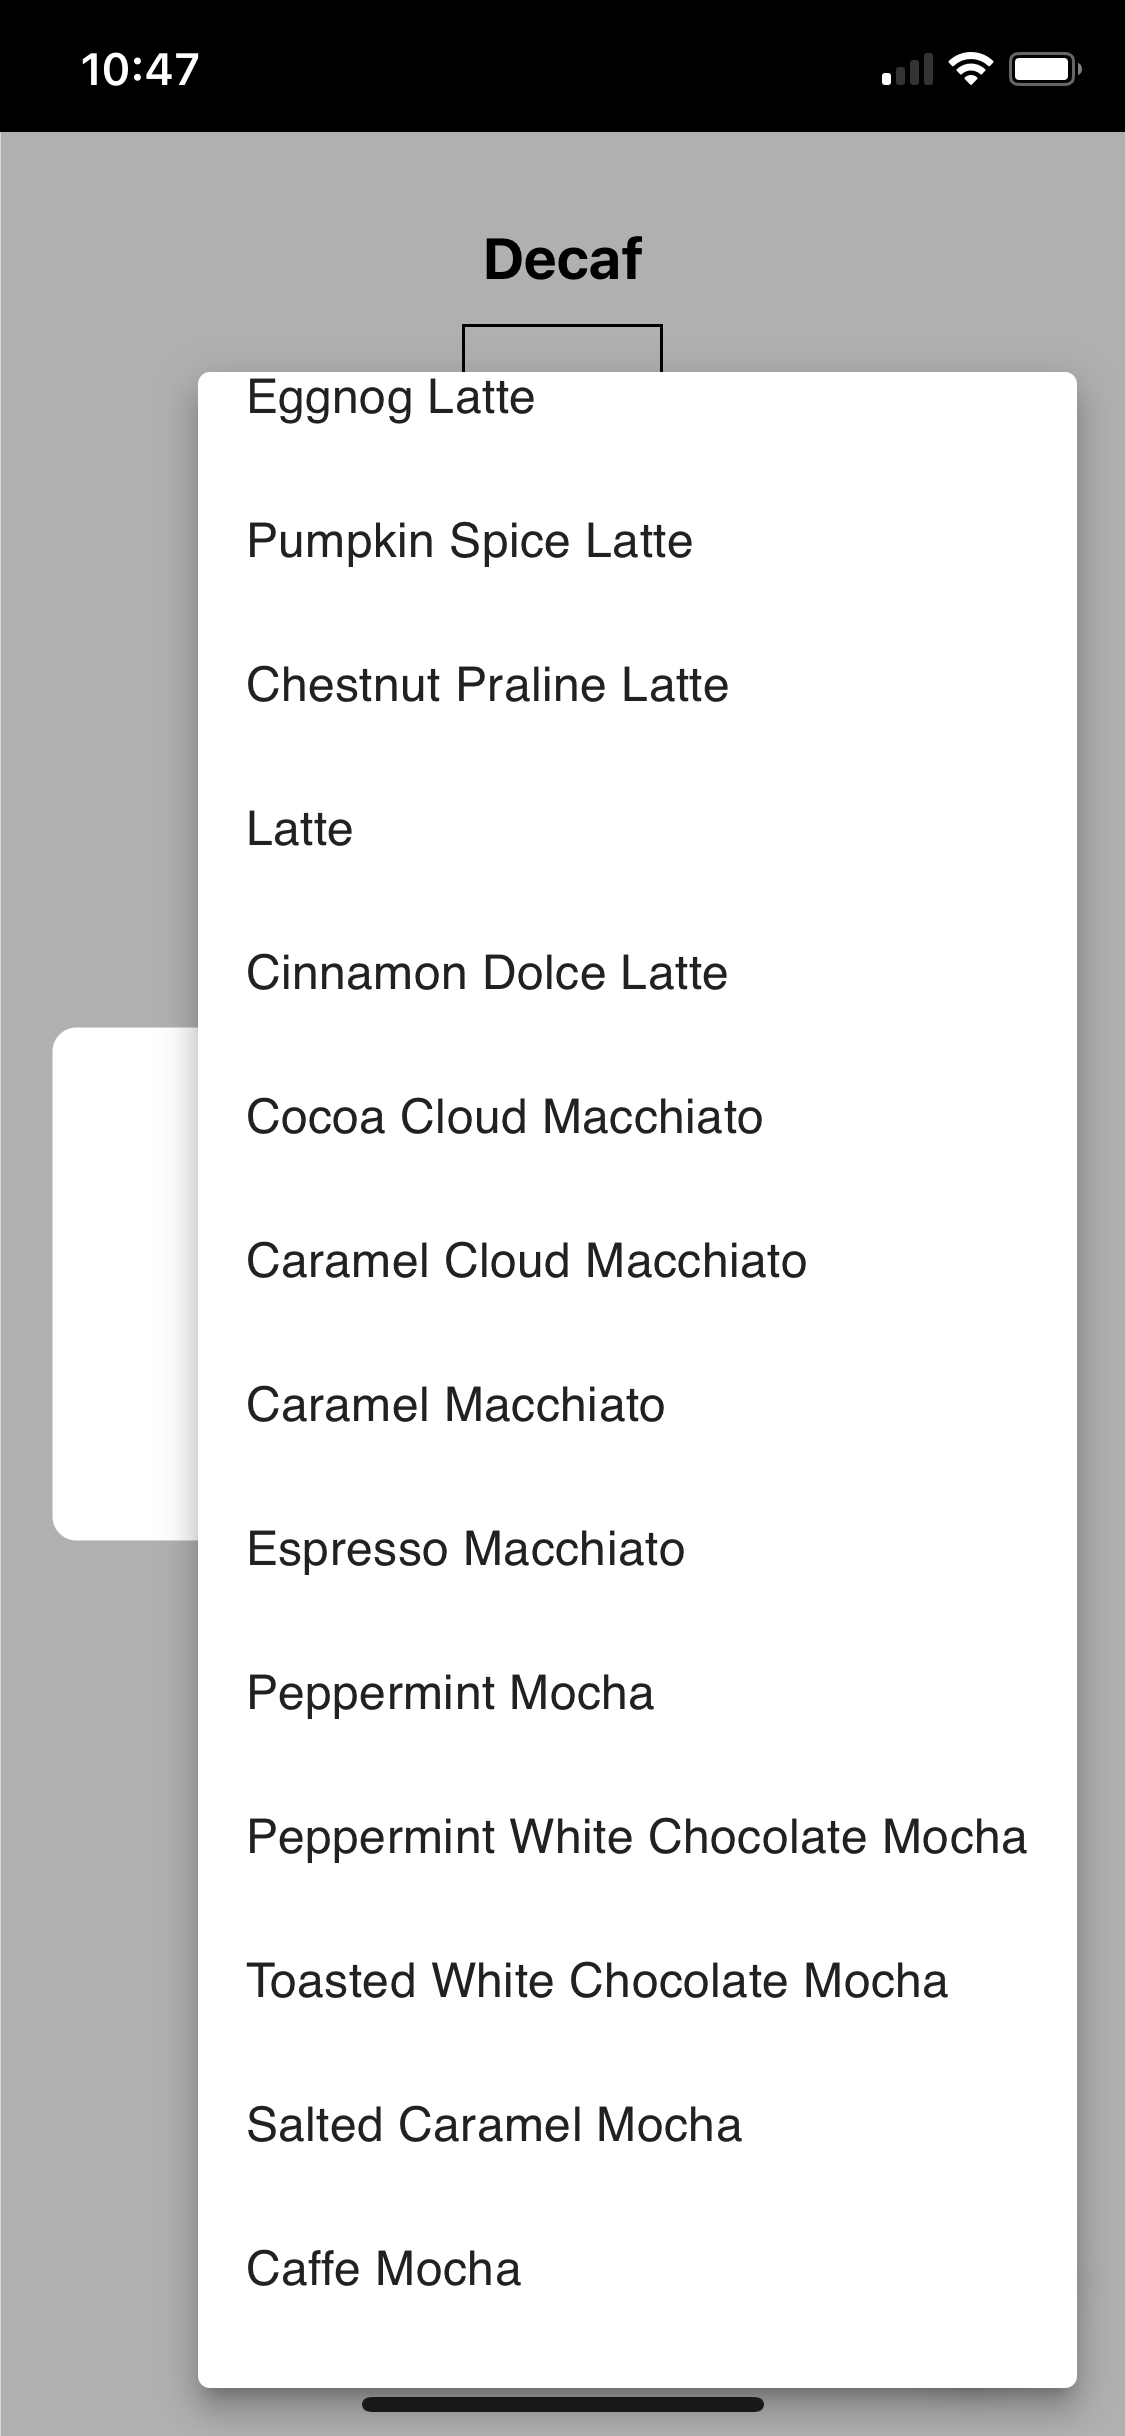 10:47
Decaf
Eggnog Latte
Pumpkin Spice Latte
Chestnut Praline Latte
Latte
Cinnamon Dolce Latte
Cocoa Cloud Macchiato
Caramel Cloud Macchiato
Caramel Macchiato
Espresso Macchiato
Peppermint Mocha
Peppermint White Chocolate Mocha
Toasted White Chocolate Mocha
Salted Caramel Mocha
Caffe Mocha